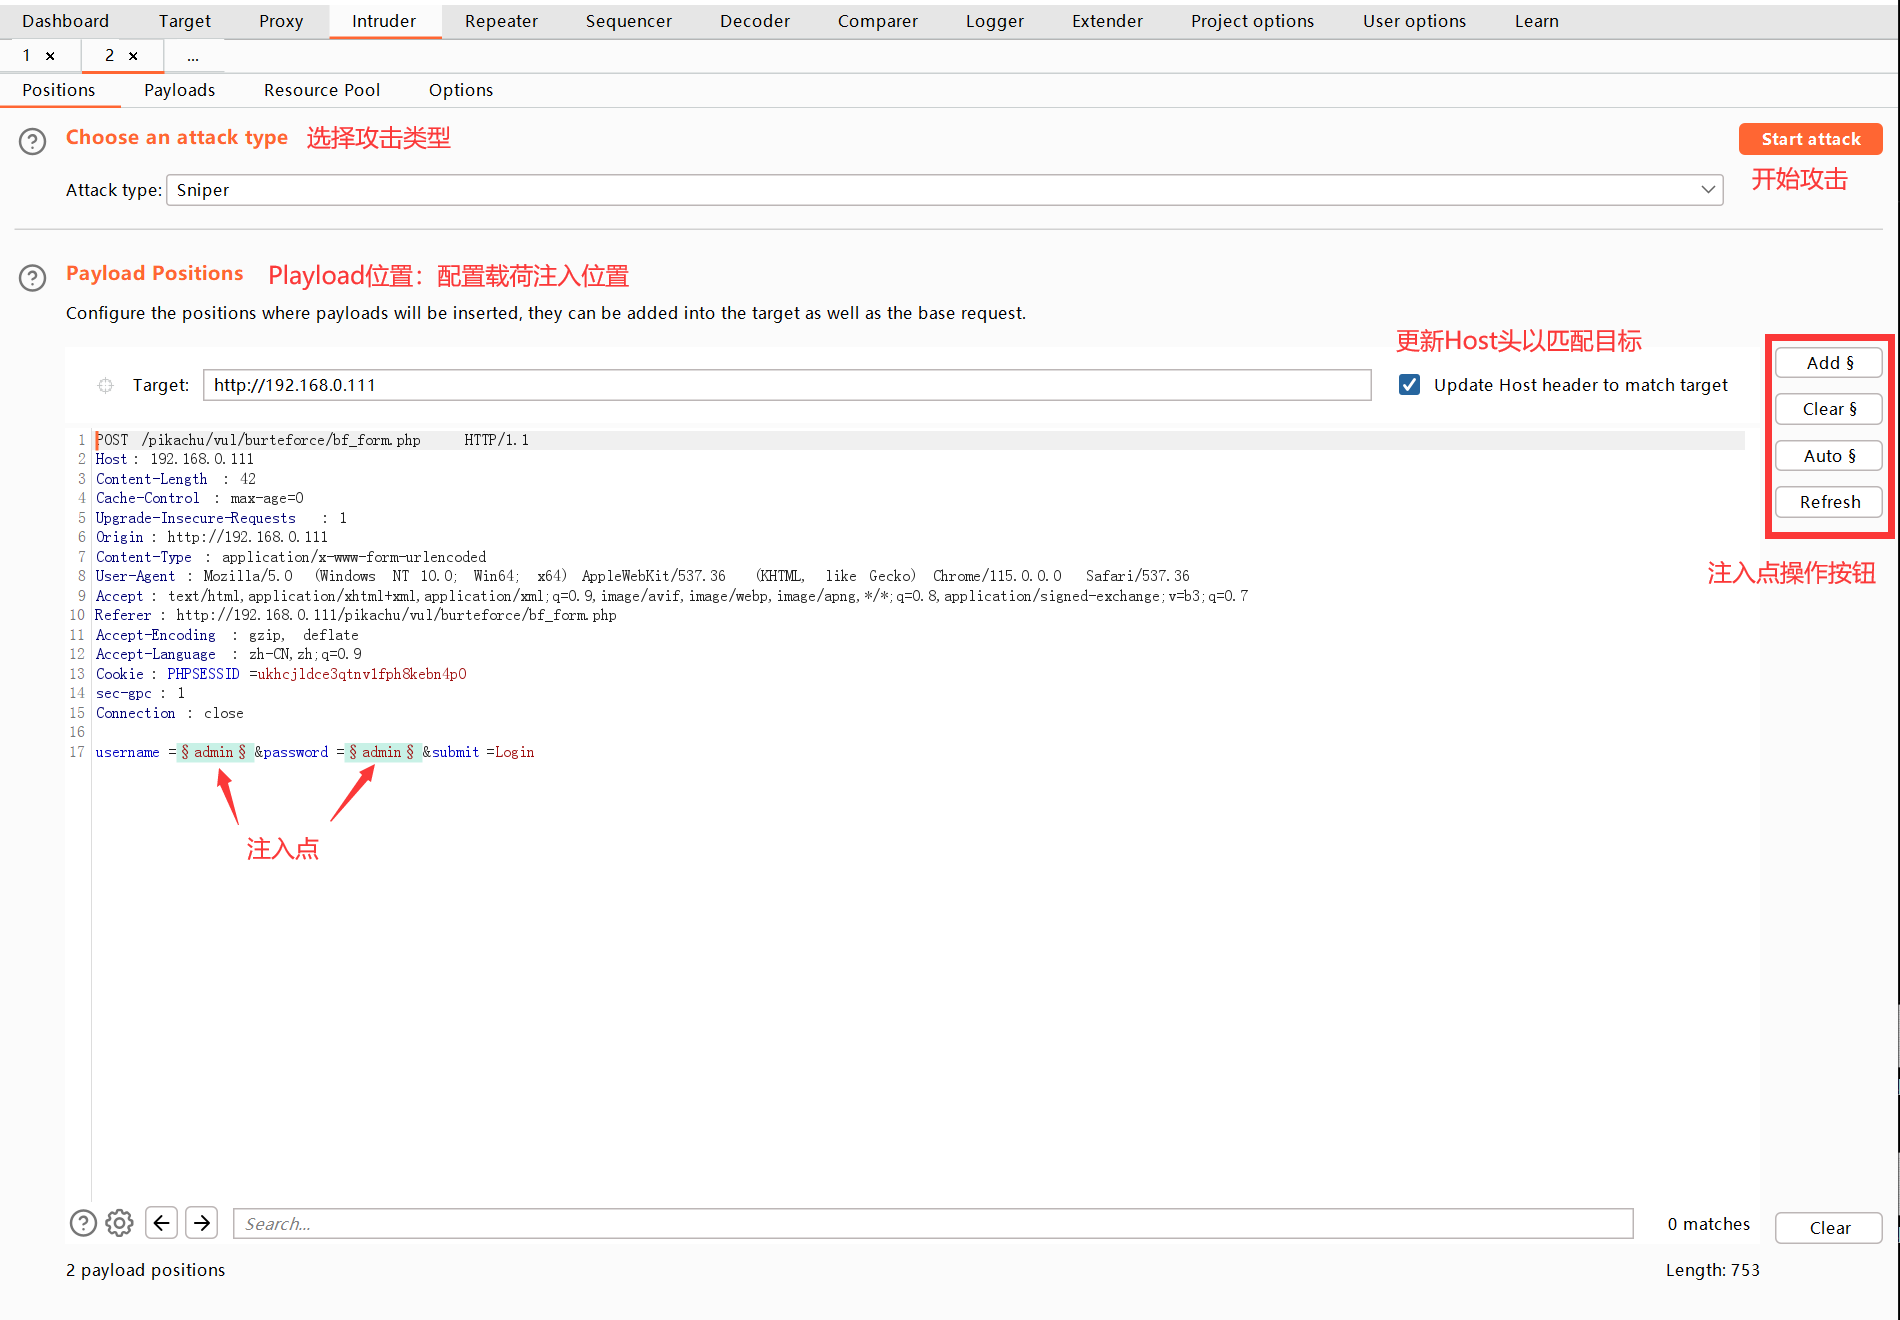 Dashboard Target Proxy Intruder Repeater Sequencer Decoder Comparer Logger Extender Project options User options Learn
1 × 2 × ...
Positions Payloads Resource Pool Options
Choose an attack type 选择攻击类型
Start attack
Attack type: Sniper
开始攻击
Payload Positions Playload位置：配置载荷注入位置
Configure the positions where payloads will be inserted, they can be added into the target as well as the base request.
更新Host头以匹配目标
Add §
Target: http://192.168.0.111
Update Host header to match target
Clear §
Auto §
Refresh
注入点操作按钮
1 POST /pikachu/vul/burteforce/bf_form.php HTTP/1.1
2 Host : 192.168.0.111
3 Content-Length : 42
4 Cache-Control : max-age=0
5 Upgrade-Insecure-Requests : 1
6 Origin : http://192.168.0.111
7 Content-Type : application/x-www-form-urlencoded
8 User-Agent : Mozilla/5.0 (Windows NT 10.0; Win64; x64) AppleWebKit/537.36 (KHTML, like Gecko) Chrome/115.0.0.0 Safari/537.36
9 Accept : text/html,application/xhtml+xml,application/xml;q=0.9,image/avif,image/webp,image/apng,*/*;q=0.8,application/signed-exchange;v=b3;q=0.7
10 Referer : http://192.168.0.111/pikachu/vul/burteforce/bf_form.php
11 Accept-Encoding : gzip, deflate
12 Accept-Language : zh-CN,zh;q=0.9
13 Cookie : PHPSESSID =ukhcjldce3qtnv1fph8kebn4p0
14 sec-gpc : 1
15 Connection : close
16
17 username =§admin§&password =§admin§&submit =Login
注入点
Search...
0 matches
Clear
2 payload positions
Length: 753